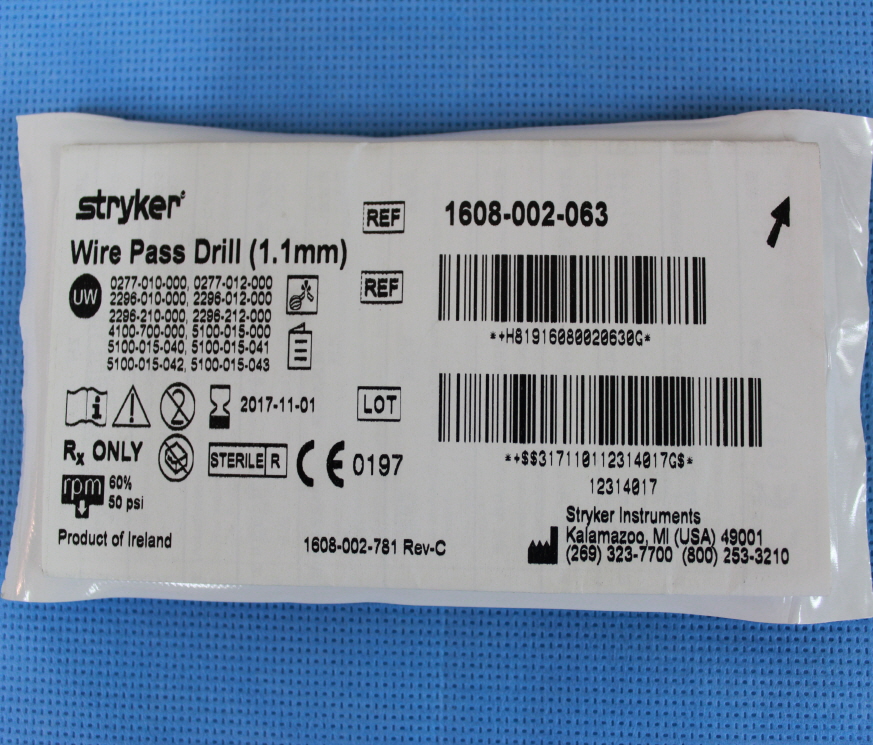 stryker
REF 1608-002-063
Wire Pass Drill (1.1mm)
UW
0277-010-000, 0277-012-000
2296-010-000, 2296-012-000
2296-210-000, 2296-212-000
4100-700-000, 5100-015-000
5100-015-040, 5100-015-041
5100-015-042, 5100-015-043
REF
*+H81916080020630G*
i
2
2017-11-01
LOT
*+$$317110112314017G$*
12314017
Rx ONLY
STERILE R
CE 0197
rpm 60%
50 psi
Product of Ireland
1608-002-781 Rev-C
Stryker Instruments
Kalamazoo, MI (USA) 49001
(269) 323-7700 (800) 253-3210